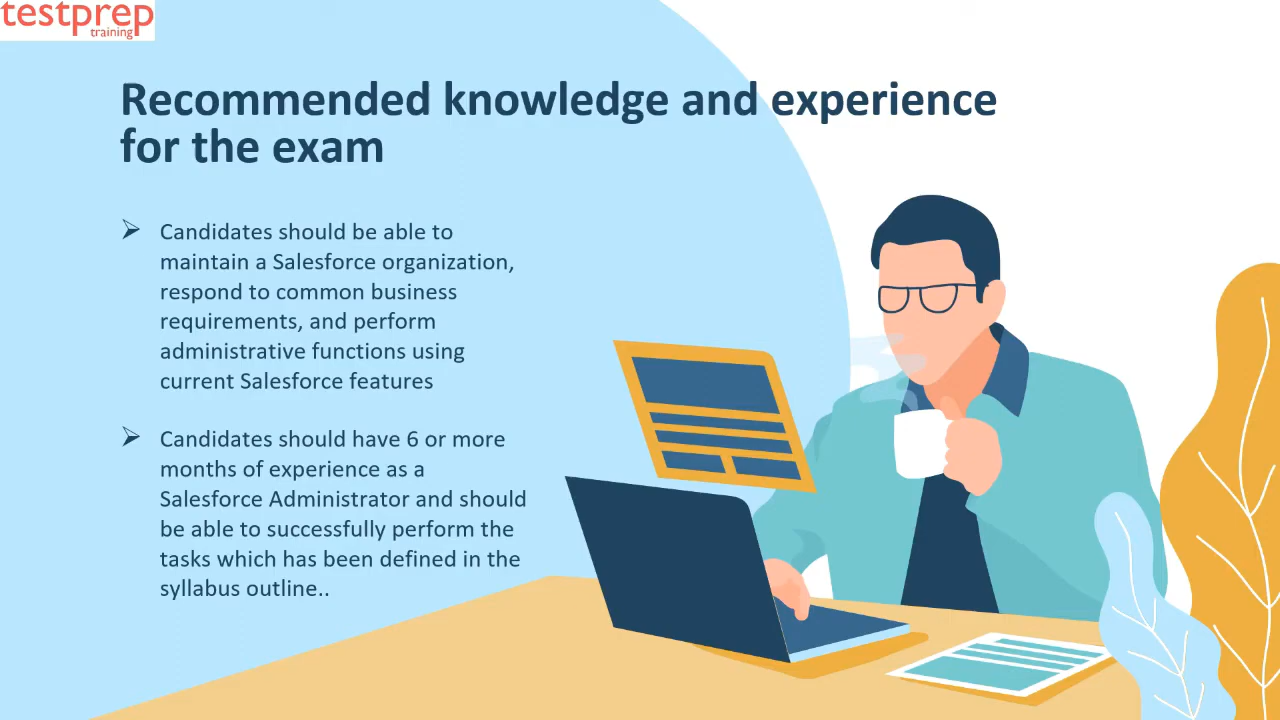 testprep
training
Recommended knowledge and experience
for the exam
➢ Candidates should be able to
maintain a Salesforce organization,
respond to common business
requirements, and perform
administrative functions using
current Salesforce features
➢ Candidates should have 6 or more
months of experience as a
Salesforce Administrator and should
be able to successfully perform the
tasks which has been defined in the
syllabus outline..